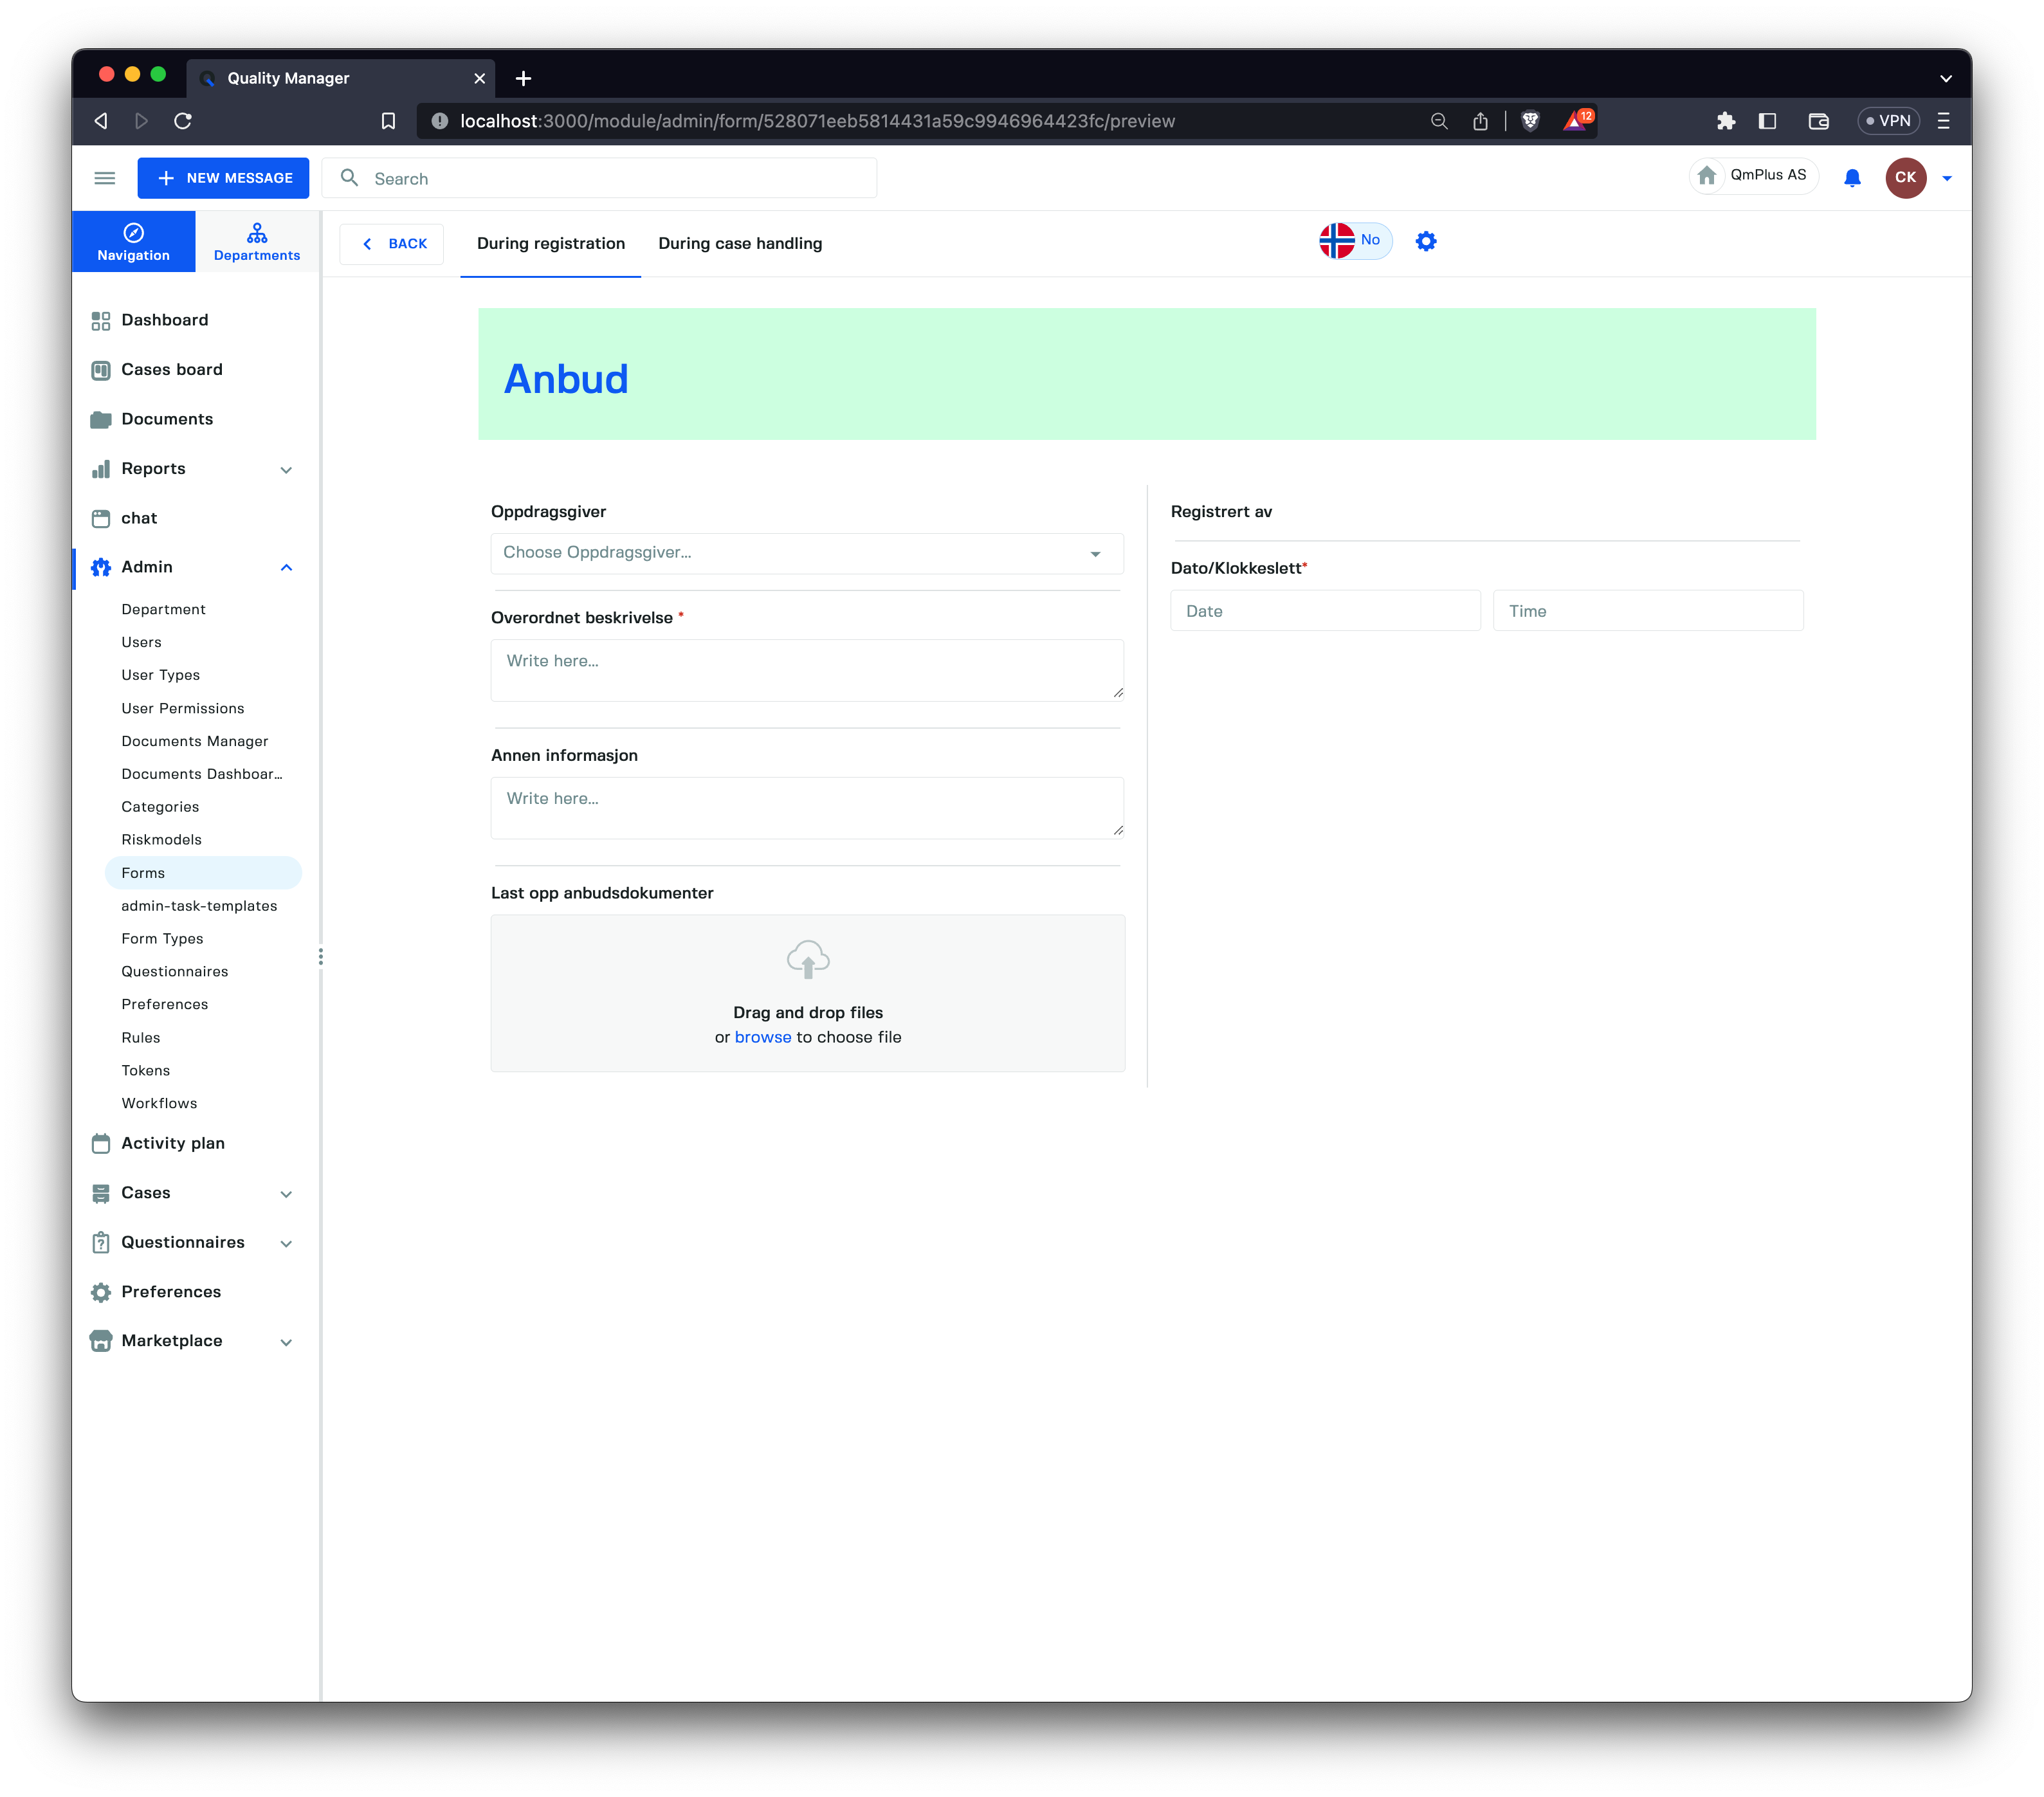 Quality Manager
localhost:3000/module/admin/form/528071eeb5814431a59c9946964423fc/preview
12
VPN
NEW MESSAGE
Search
QmPlus AS
CK
Navigation
Departments
BACK
During registration
During case handling
No
Dashboard
Cases board
Documents
Reports
chat
Admin
Department
Users
User Types
User Permissions
Documents Manager
Documents Dashboar...
Categories
Riskmodels
Forms
admin-task-templates
Form Types
Questionnaires
Preferences
Rules
Tokens
Workflows
Activity plan
Cases
Questionnaires
Preferences
Marketplace
Anbud
Oppdragsgiver
Choose Oppdragsgiver...
Overordnet beskrivelse *
Write here...
Annen informasjon
Write here...
Last opp anbudsdokumenter
Drag and drop files
or browse to choose file
Registrert av
Dato/Klokkeslett*
Date
Time